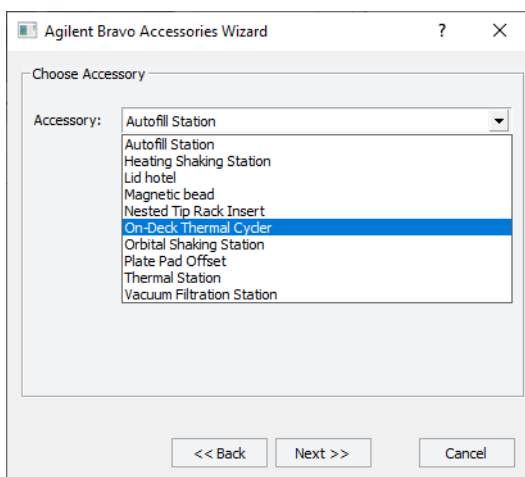 Agilent Bravo Accessories Wizard ? X
Choose Accessory
Accessory: Autofill Station
Autofill Station
Heating Shaking Station
Lid hotel
Magnetic bead
Nested Tip Rack Insert
On-Deck Thermal Cycler
Orbital Shaking Station
Plate Pad Offset
Thermal Station
Vacuum Filtration Station
<< Back Next >> Cancel